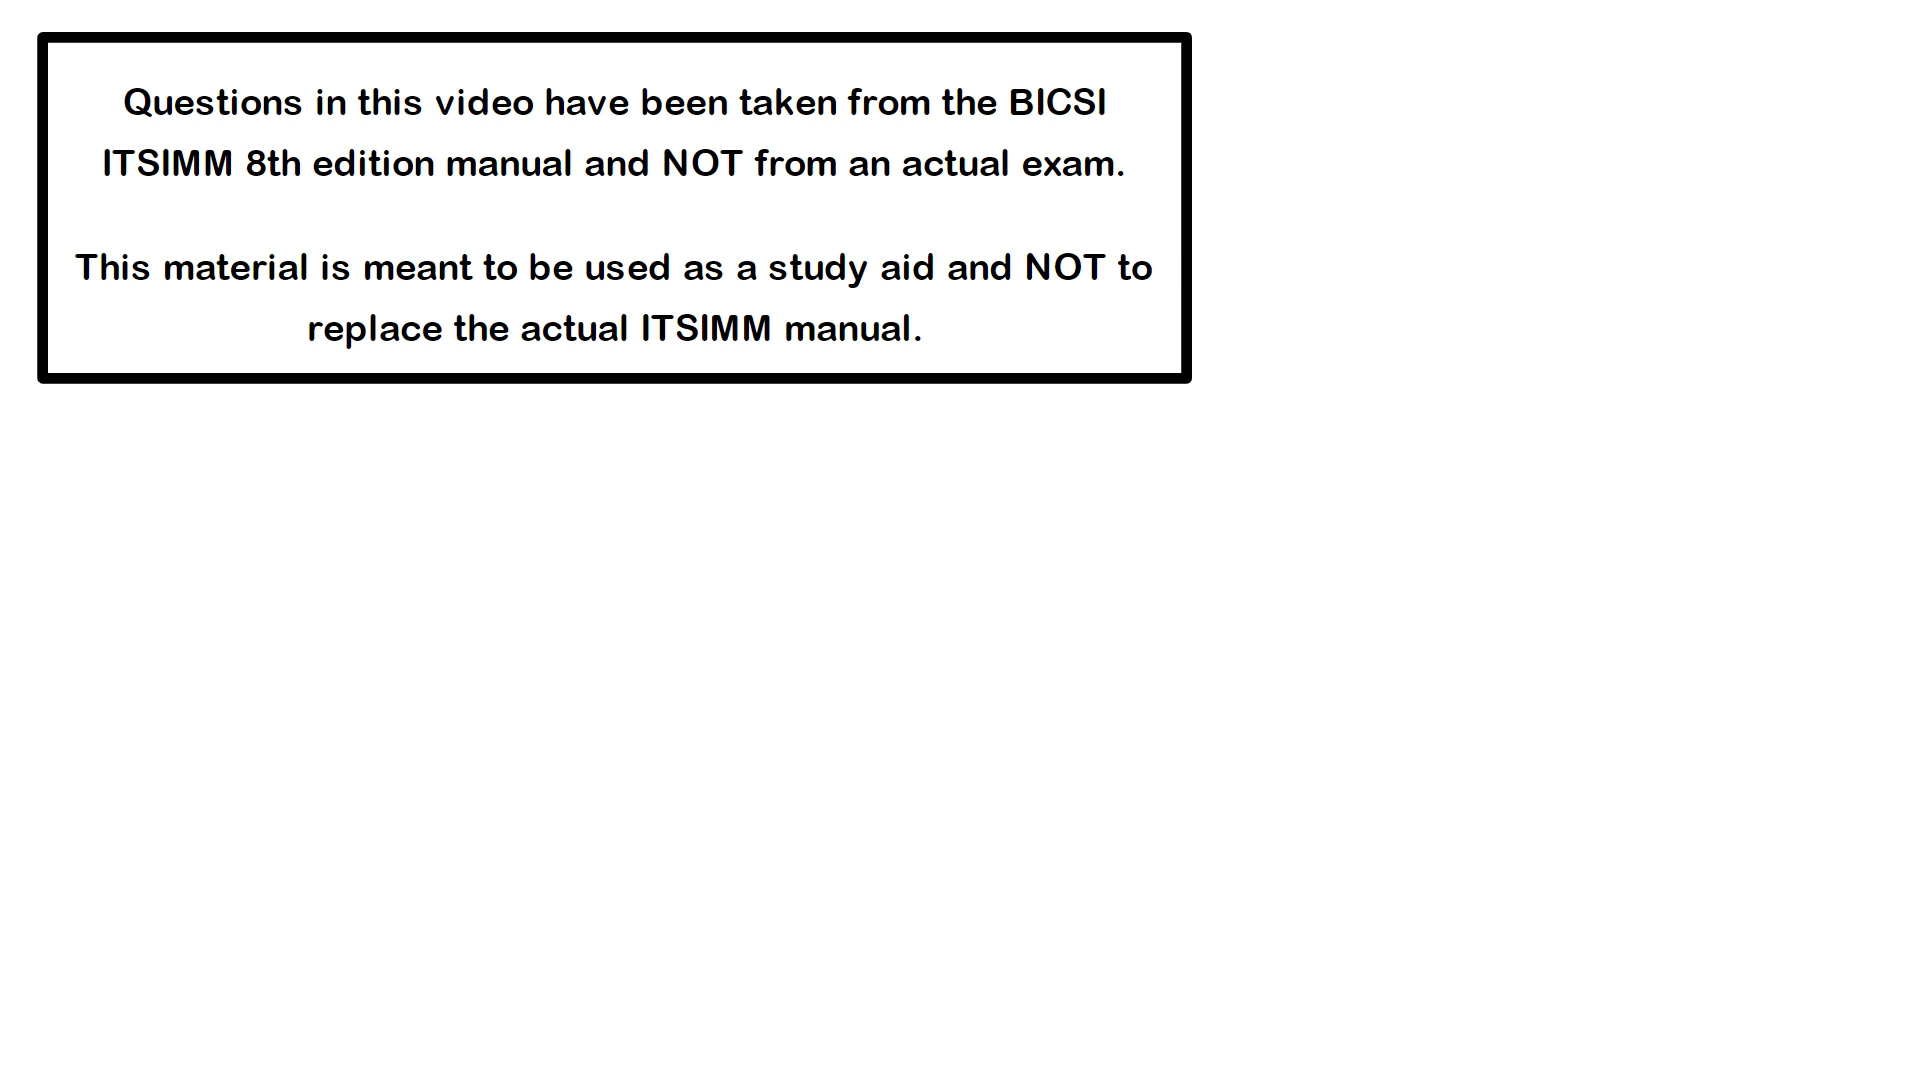 Questions in this video have been taken from the BICSI
ITSIMM 8th edition manual and NOT from an actual exam.
This material is meant to be used as a study aid and NOT to
replace the actual ITSIMM manual.